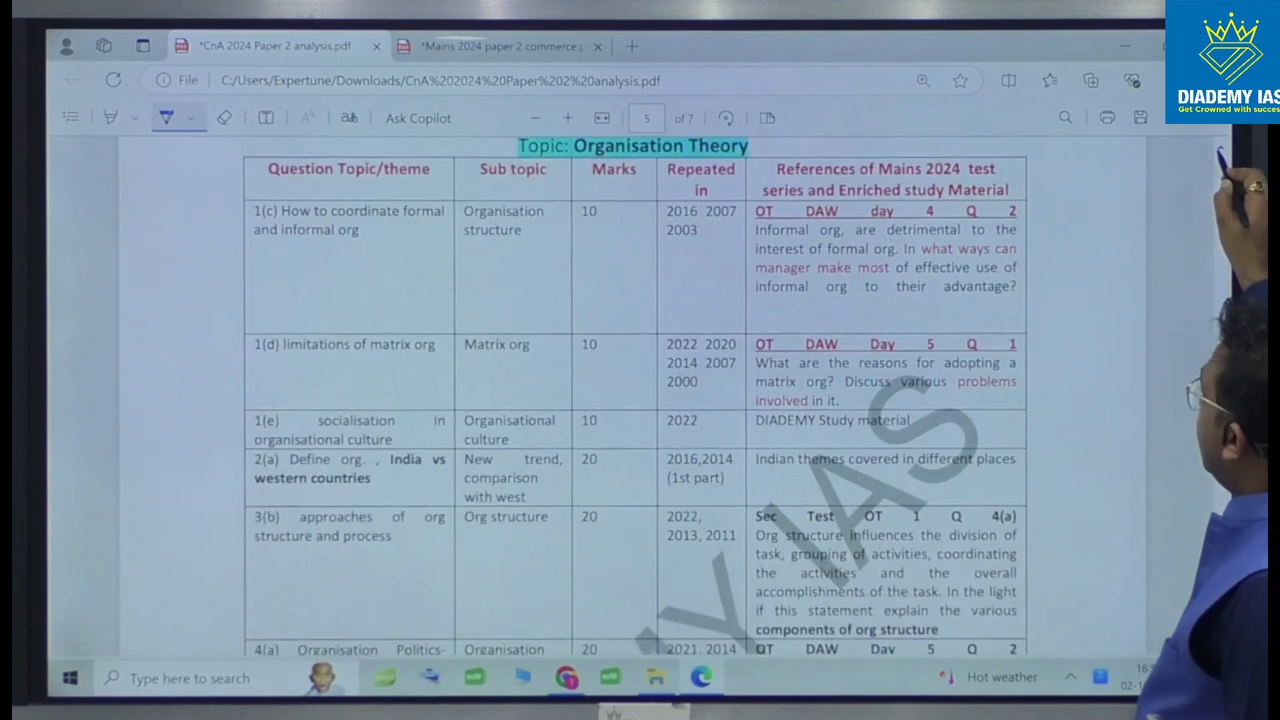 *CnA 2024 Paper 2 analysis.pdf
*Mains 2024 paper 2 commerce.
DIADEMY IAS
Get Crowned with succes
File
C:/Users/Expertune/Downloads/CnA%202024%20Paper%202%20analysis.pdf
Ask Copilot
5
of 7
Topic: Organisation Theory
Question Topic/theme
Sub topic
Marks
Repeated
in
References of Mains 2024 test
series and Enriched study Material
1(c) How to coordinate formal
and informal org
Organisation
structure
10
2016 2007
2003
OT DAW day 4 Q 2
Informal org, are detrimental to the
interest of formal org. In what ways can
manager make most of effective use of
informal org to their advantage?
1(d) limitations of matrix org
Matrix org
10
2022 2020
2014 2007
2000
OT DAW Day 5 Q 1
What are the reasons for adopting a
matrix org? Discuss various problems
involved in it.
1(e) socialisation in
organisational culture
Organisational
culture
10
2022
DIADEMY Study material
2(a) Define org. , India vs
western countries
New trend,
comparison
with west
20
2016,2014
(1st part)
Indian themes covered in different places
3(b) approaches of org
structure and process
Org structure
20
2022,
2013, 2011
Sec Test OT 1 Q 4(a)
Org structure influences the division of
task, grouping of activities, coordinating
the activities and the overall
accomplishments of the task. In the light
if this statement explain the various
components of org structure
4(a) Organisation Politics-
Organisation
20
2021, 2014
OT DAW Day 5 Q 2
MY IAS
Type here to search
Hot weather